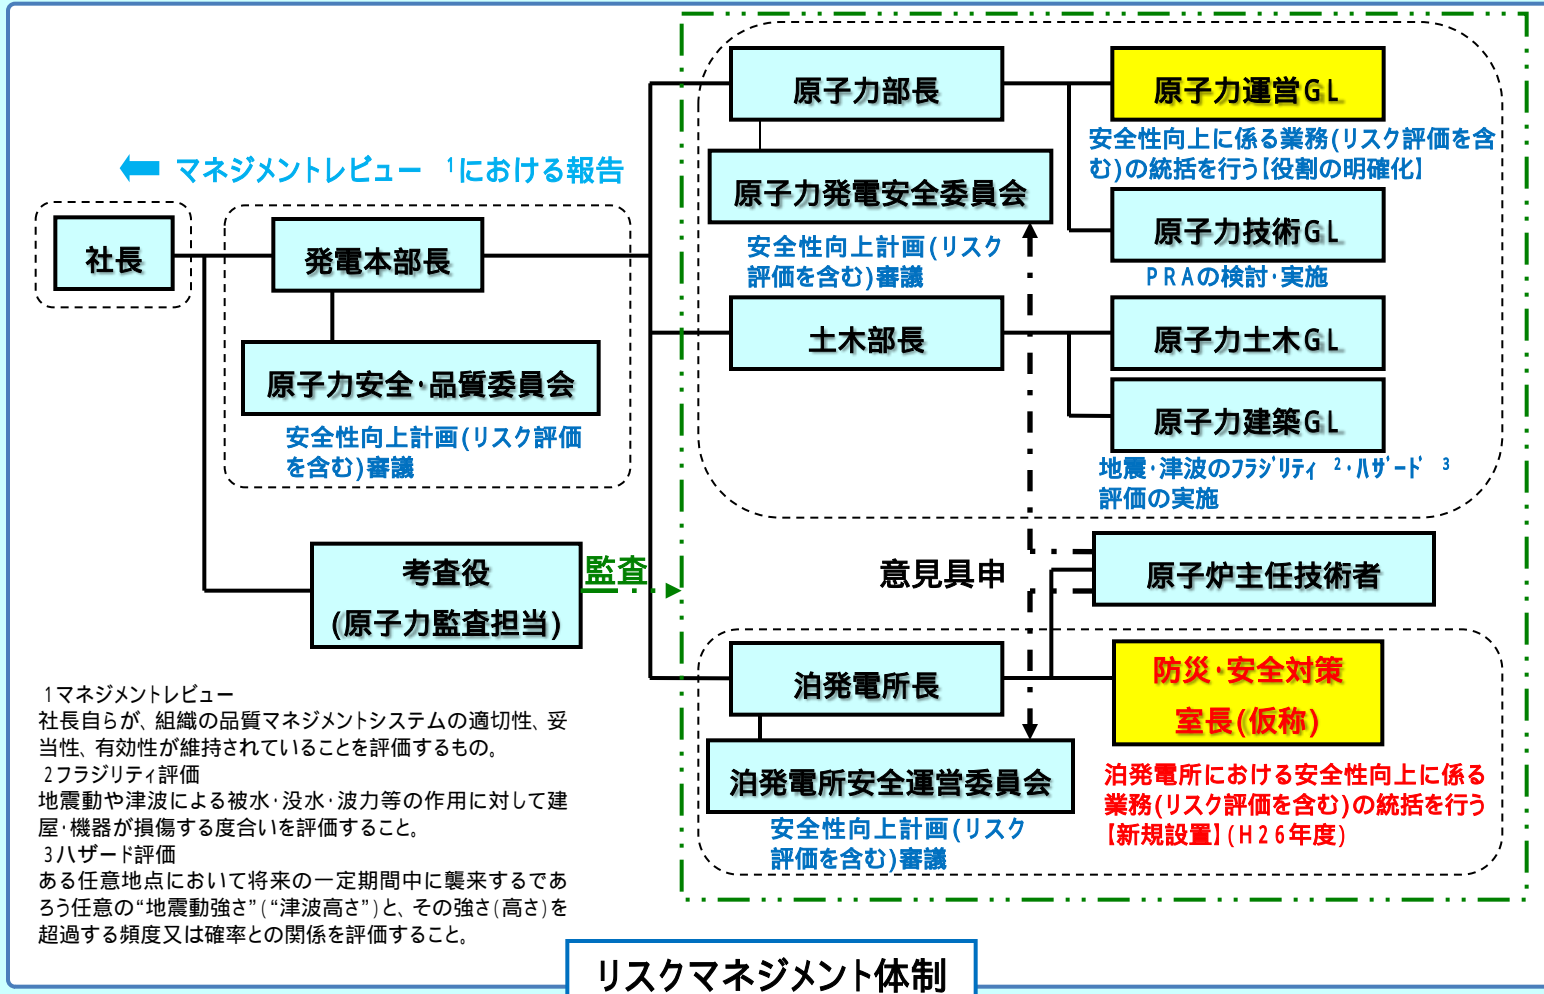 マネジメントレビュー 1における報告
社長
発電本部長
原子力安全・品質委員会
安全性向上計画(リスク評価
を含む)審議
考査役
(原子力監査担当)
監査
原子力部長
原子力発電安全委員会
安全性向上計画(リスク
評価を含む)審議
原子力運営GL
安全性向上に係る業務(リスク評価を含
む)の統括を行う【役割の明確化】
原子力技術GL
PRAの検討・実施
土木部長
原子力土木GL
原子力建築GL
地震・津波のフラジリティ 2・ハザード 3
評価の実施
意見具申
原子炉主任技術者
泊発電所長
泊発電所安全運営委員会
安全性向上計画(リスク
評価を含む)審議
防災・安全対策
室長(仮称)
泊発電所における安全性向上に係る
業務(リスク評価を含む)の統括を行う
【新規設置】(H26年度)
1マネジメントレビュー
社長自らが、組織の品質マネジメントシステムの適切性、妥
当性、有効性が維持されていることを評価するもの。
2フラジリティ評価
地震動や津波による被水・没水・波力等の作用に対して建
屋・機器が損傷する度合いを評価すること。
3ハザード評価
ある任意地点において将来の一定期間中に襲来するであ
ろう任意の“地震動強さ”(“津波高さ”)と、その強さ(高さ)を
超過する頻度又は確率との関係を評価すること。
リスクマネジメント体制